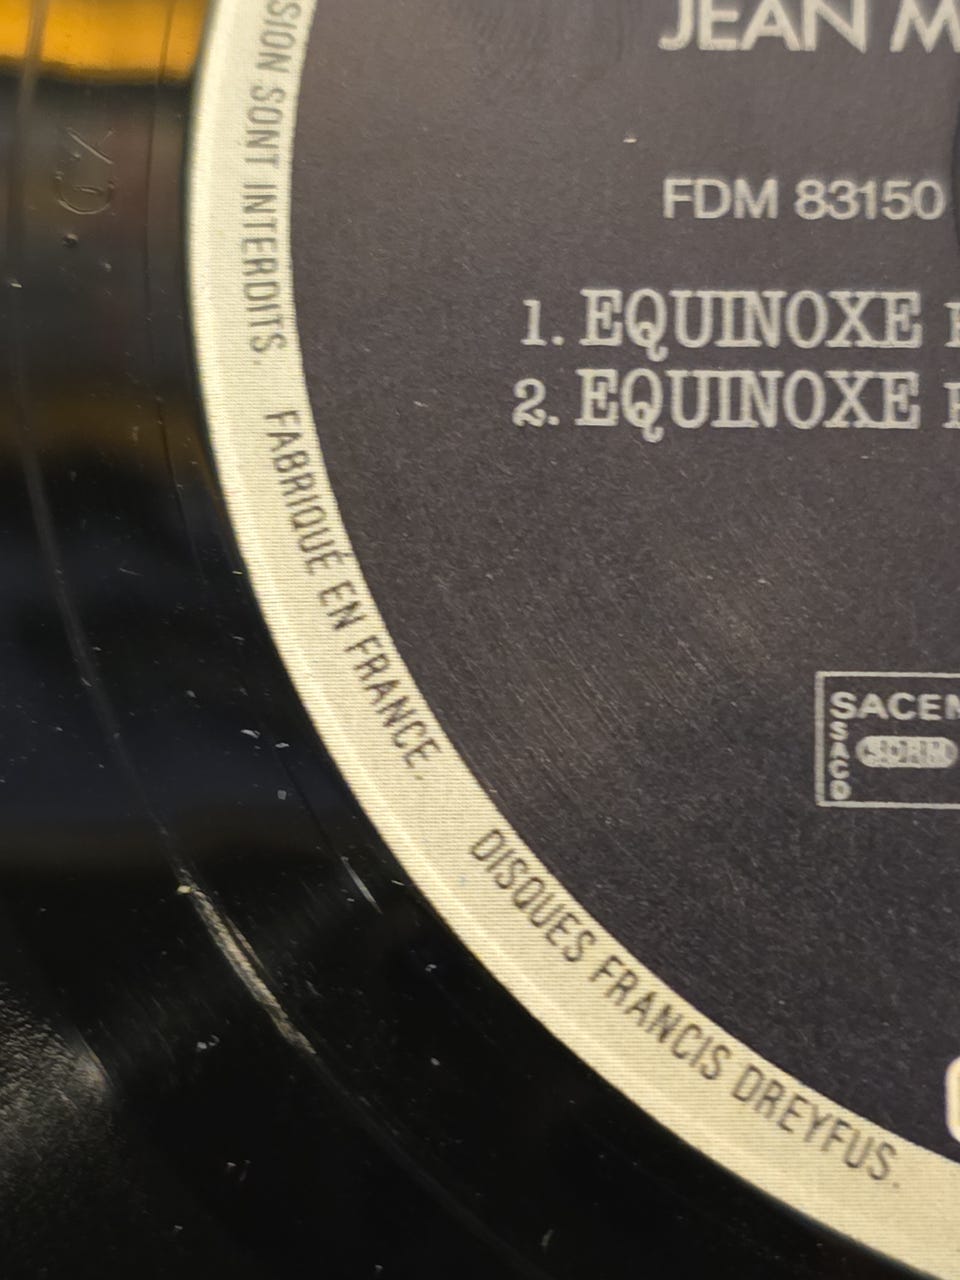 JEAN M
FDM 83150
1. EQUINOXE
2. EQUINOXE
SACEM
SACD
SION SONT INTERDITS. FABRIQUÉ EN FRANCE.
DISQUES FRANCIS DREYFUS.